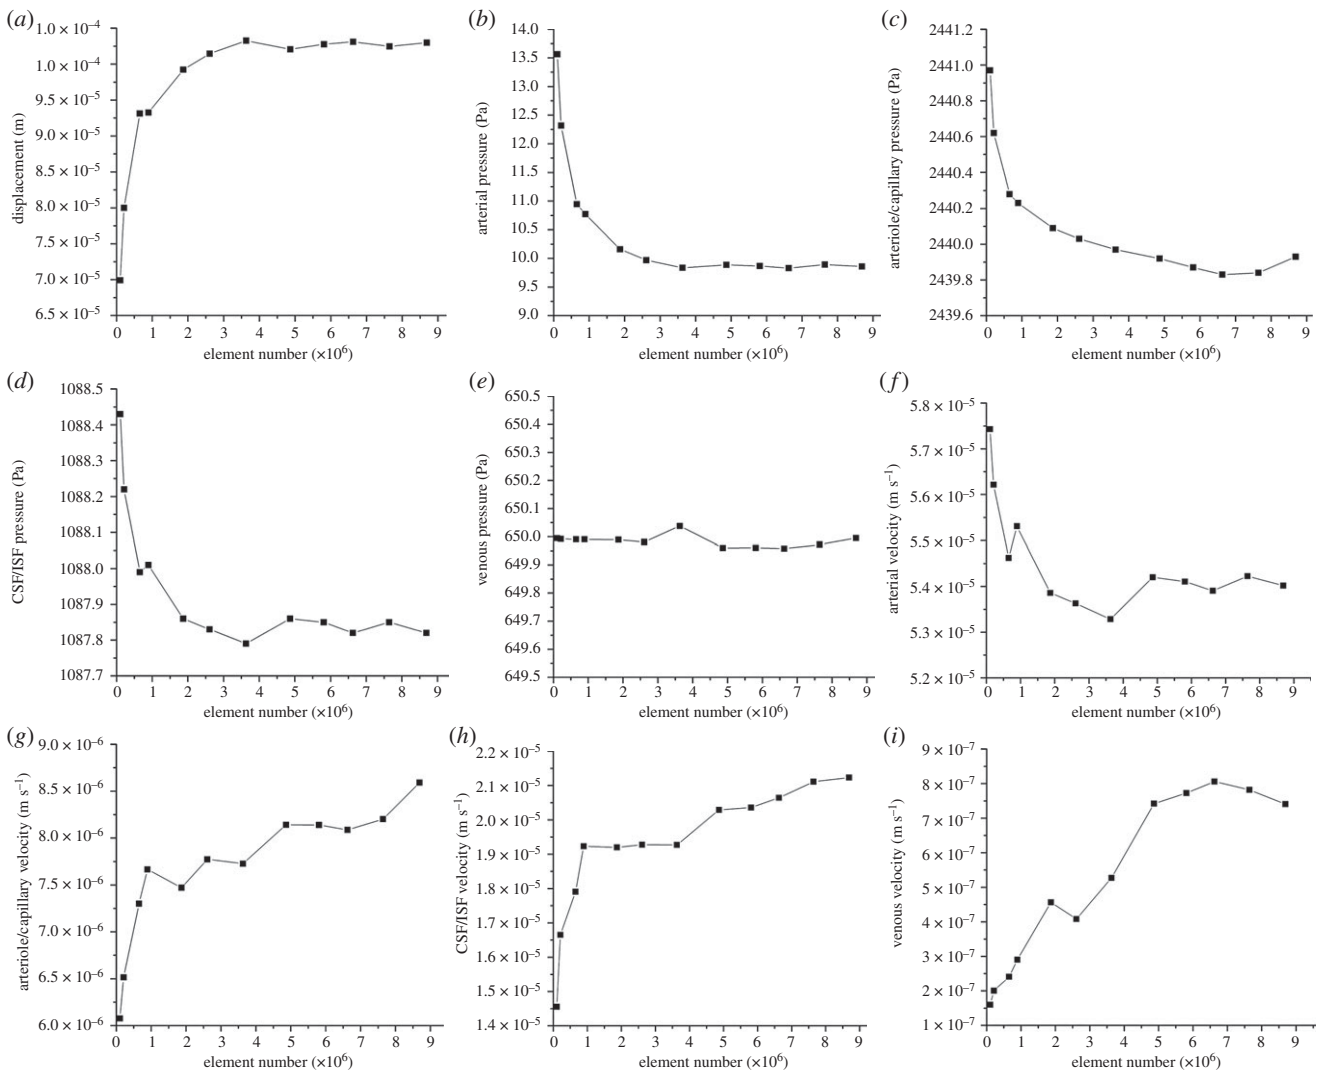 (a)
displacement (m)
1.0 × 10⁻⁴
1.0 × 10⁻⁴
9.5 × 10⁻⁵
9.0 × 10⁻⁵
8.5 × 10⁻⁵
8.0 × 10⁻⁵
7.5 × 10⁻⁵
7.0 × 10⁻⁵
6.5 × 10⁻⁵
0 1 2 3 4 5 6 7 8 9
element number (×10⁶)
(b)
arterial pressure (Pa)
14.0
13.5
13.0
12.5
12.0
11.5
11.0
10.5
10.0
9.5
9.0
0 1 2 3 4 5 6 7 8 9
element number (×10⁶)
(c)
arteriole/capillary pressure (Pa)
2441.2
2441.0
2440.8
2440.6
2440.4
2440.2
2440.0
2439.8
2439.6
0 1 2 3 4 5 6 7 8 9
element number (×10⁶)
(d)
CSF/ISF pressure (Pa)
1088.5
1088.4
1088.3
1088.2
1088.1
1088.0
1087.9
1087.8
1087.7
0 1 2 3 4 5 6 7 8 9
element number (×10⁶)
(e)
venous pressure (Pa)
650.5
650.4
650.3
650.2
650.1
650.0
649.9
649.8
649.7
649.6
649.5
0 1 2 3 4 5 6 7 8 9
element number (×10⁶)
(f)
arterial velocity (m s⁻¹)
5.8 × 10⁻⁵
5.7 × 10⁻⁵
5.6 × 10⁻⁵
5.5 × 10⁻⁵
5.4 × 10⁻⁵
5.3 × 10⁻⁵
5.2 × 10⁻⁵
0 1 2 3 4 5 6 7 8 9
element number (×10⁶)
(g)
arteriole/capillary velocity (m s⁻¹)
9.0 × 10⁻⁶
8.5 × 10⁻⁶
8.0 × 10⁻⁶
7.5 × 10⁻⁶
7.0 × 10⁻⁶
6.5 × 10⁻⁶
6.0 × 10⁻⁶
0 1 2 3 4 5 6 7 8 9
element number (×10⁶)
(h)
CSF/ISF velocity (m s⁻¹)
2.2 × 10⁻⁵
2.1 × 10⁻⁵
2.0 × 10⁻⁵
1.9 × 10⁻⁵
1.8 × 10⁻⁵
1.7 × 10⁻⁵
1.6 × 10⁻⁵
1.5 × 10⁻⁵
1.4 × 10⁻⁵
0 1 2 3 4 5 6 7 8 9
element number (×10⁶)
(i)
venous velocity (m s⁻¹)
9 × 10⁻⁷
8 × 10⁻⁷
7 × 10⁻⁷
6 × 10⁻⁷
5 × 10⁻⁷
4 × 10⁻⁷
3 × 10⁻⁷
2 × 10⁻⁷
1 × 10⁻⁷
0 1 2 3 4 5 6 7 8 9
element number (×10⁶)